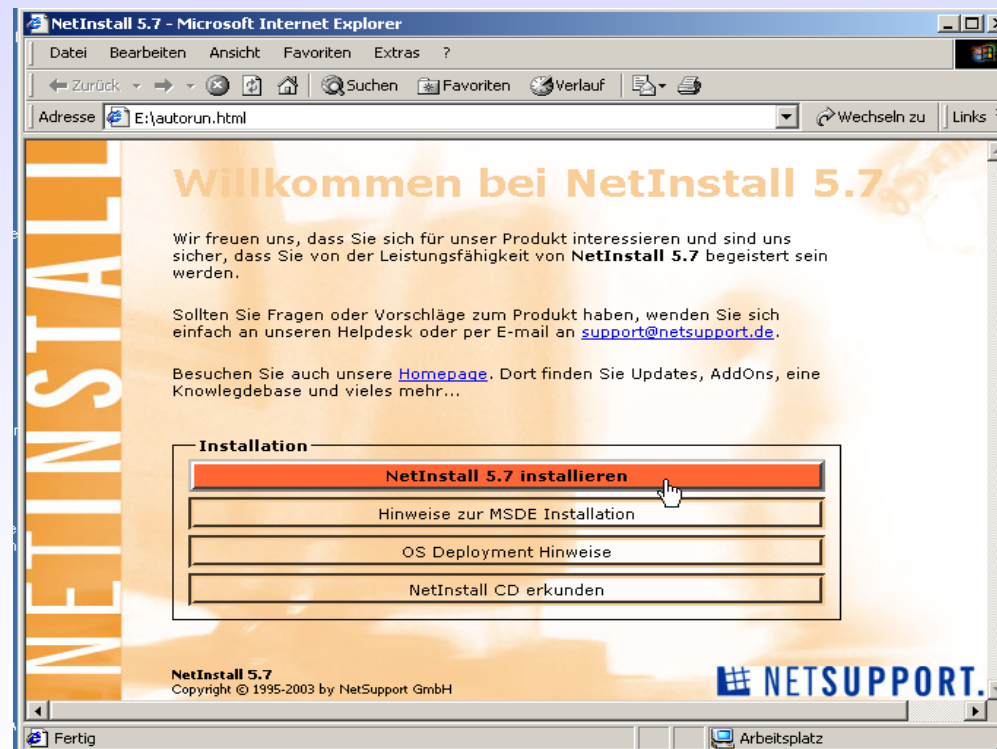 NetInstall 5.7 - Microsoft Internet Explorer
Datei Bearbeiten Ansicht Favoriten Extras ?
Zurück Suchen Favoriten Verlauf
Adresse E:\autorun.html Wechseln zu Links
NETINSTALL
Willkommen bei NetInstall 5.7
Wir freuen uns, dass Sie sich für unser Produkt interessieren und sind uns
sicher, dass Sie von der Leistungsfähigkeit von NetInstall 5.7 begeistert sein
werden.
Sollten Sie Fragen oder Vorschläge zum Produkt haben, wenden Sie sich
einfach an unseren Helpdesk oder per E-mail an support@netsupport.de.
Besuchen Sie auch unsere Homepage. Dort finden Sie Updates, AddOns, eine
Knowlegdebase und vieles mehr...
Installation
NetInstall 5.7 installieren
Hinweise zur MSDE Installation
OS Deployment Hinweise
NetInstall CD erkunden
NetInstall 5.7
Copyright © 1995-2003 by NetSupport GmbH
NETSUPPORT.
Fertig Arbeitsplatz